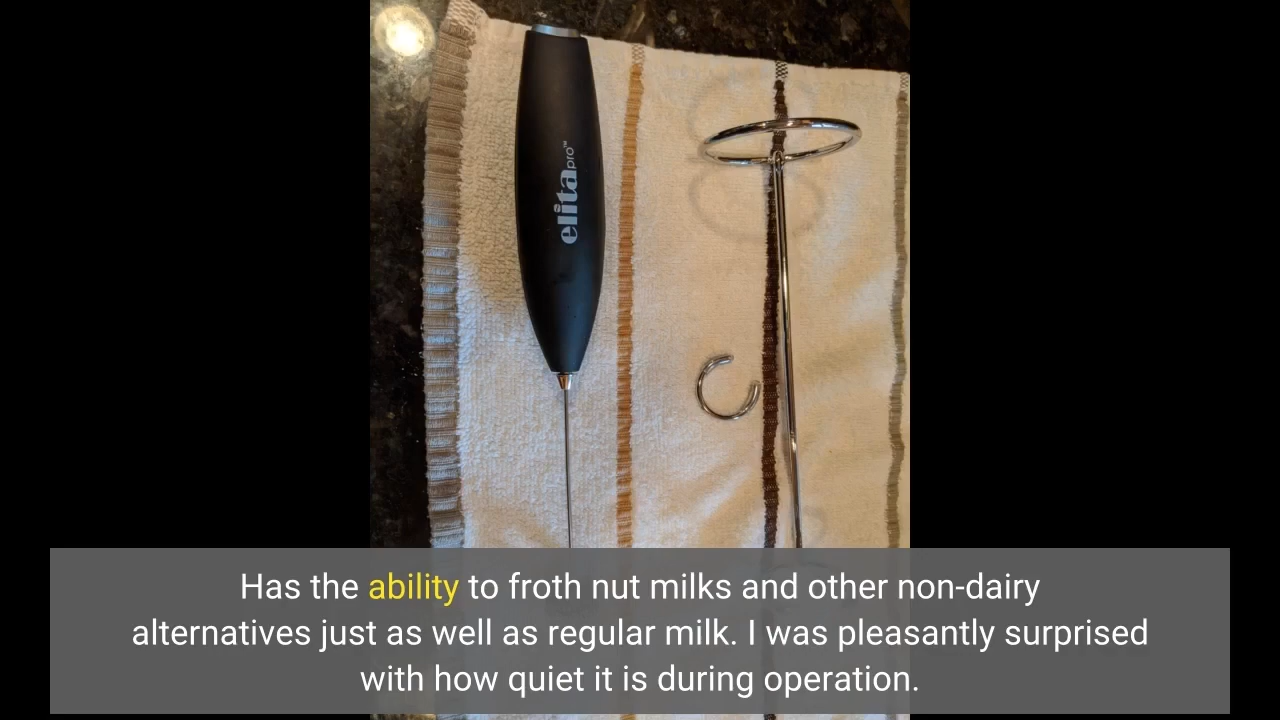 elita pro™
Has the ability to froth nut milks and other non-dairy
alternatives just as well as regular milk. I was pleasantly surprised
with how quiet it is during operation.